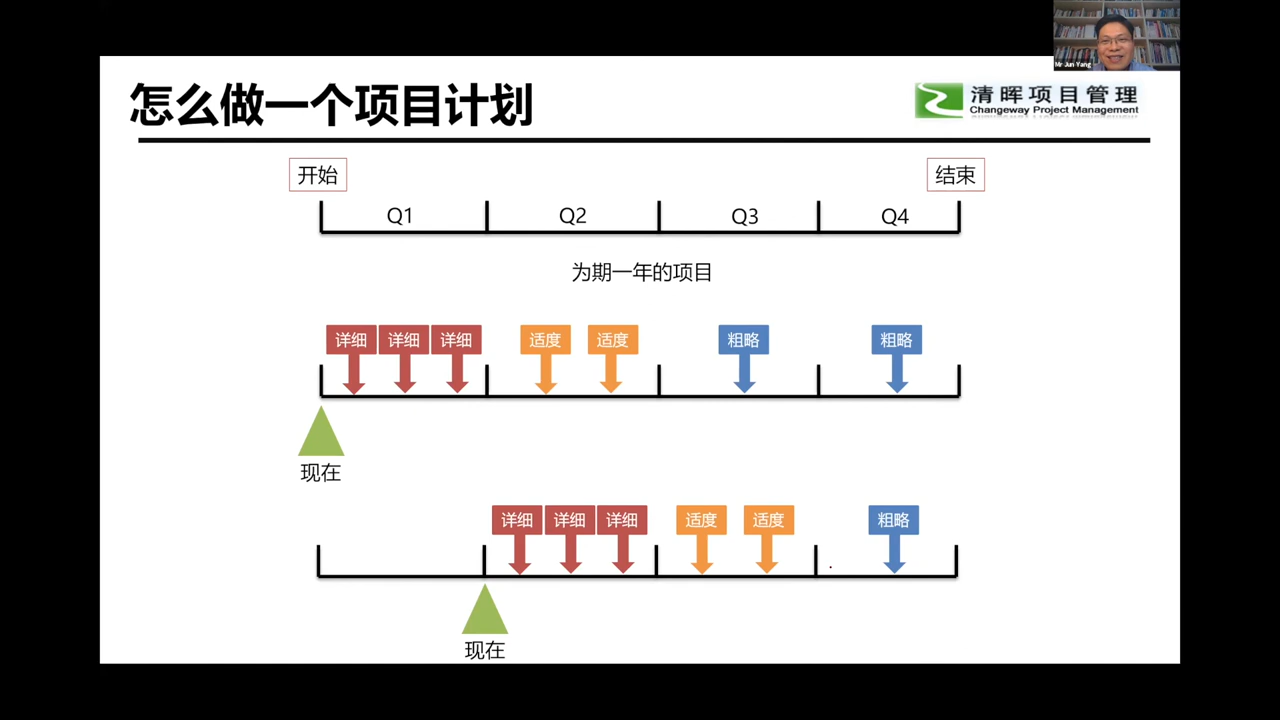 Mr Jun Yang
怎么做一个项目计划
清晖项目管理
Changeway Project Management
开始
结束
Q1 Q2 Q3 Q4
为期一年的项目
详细 详细 详细 适度 适度 粗略 粗略
现在
详细 详细 详细 适度 适度 粗略
现在